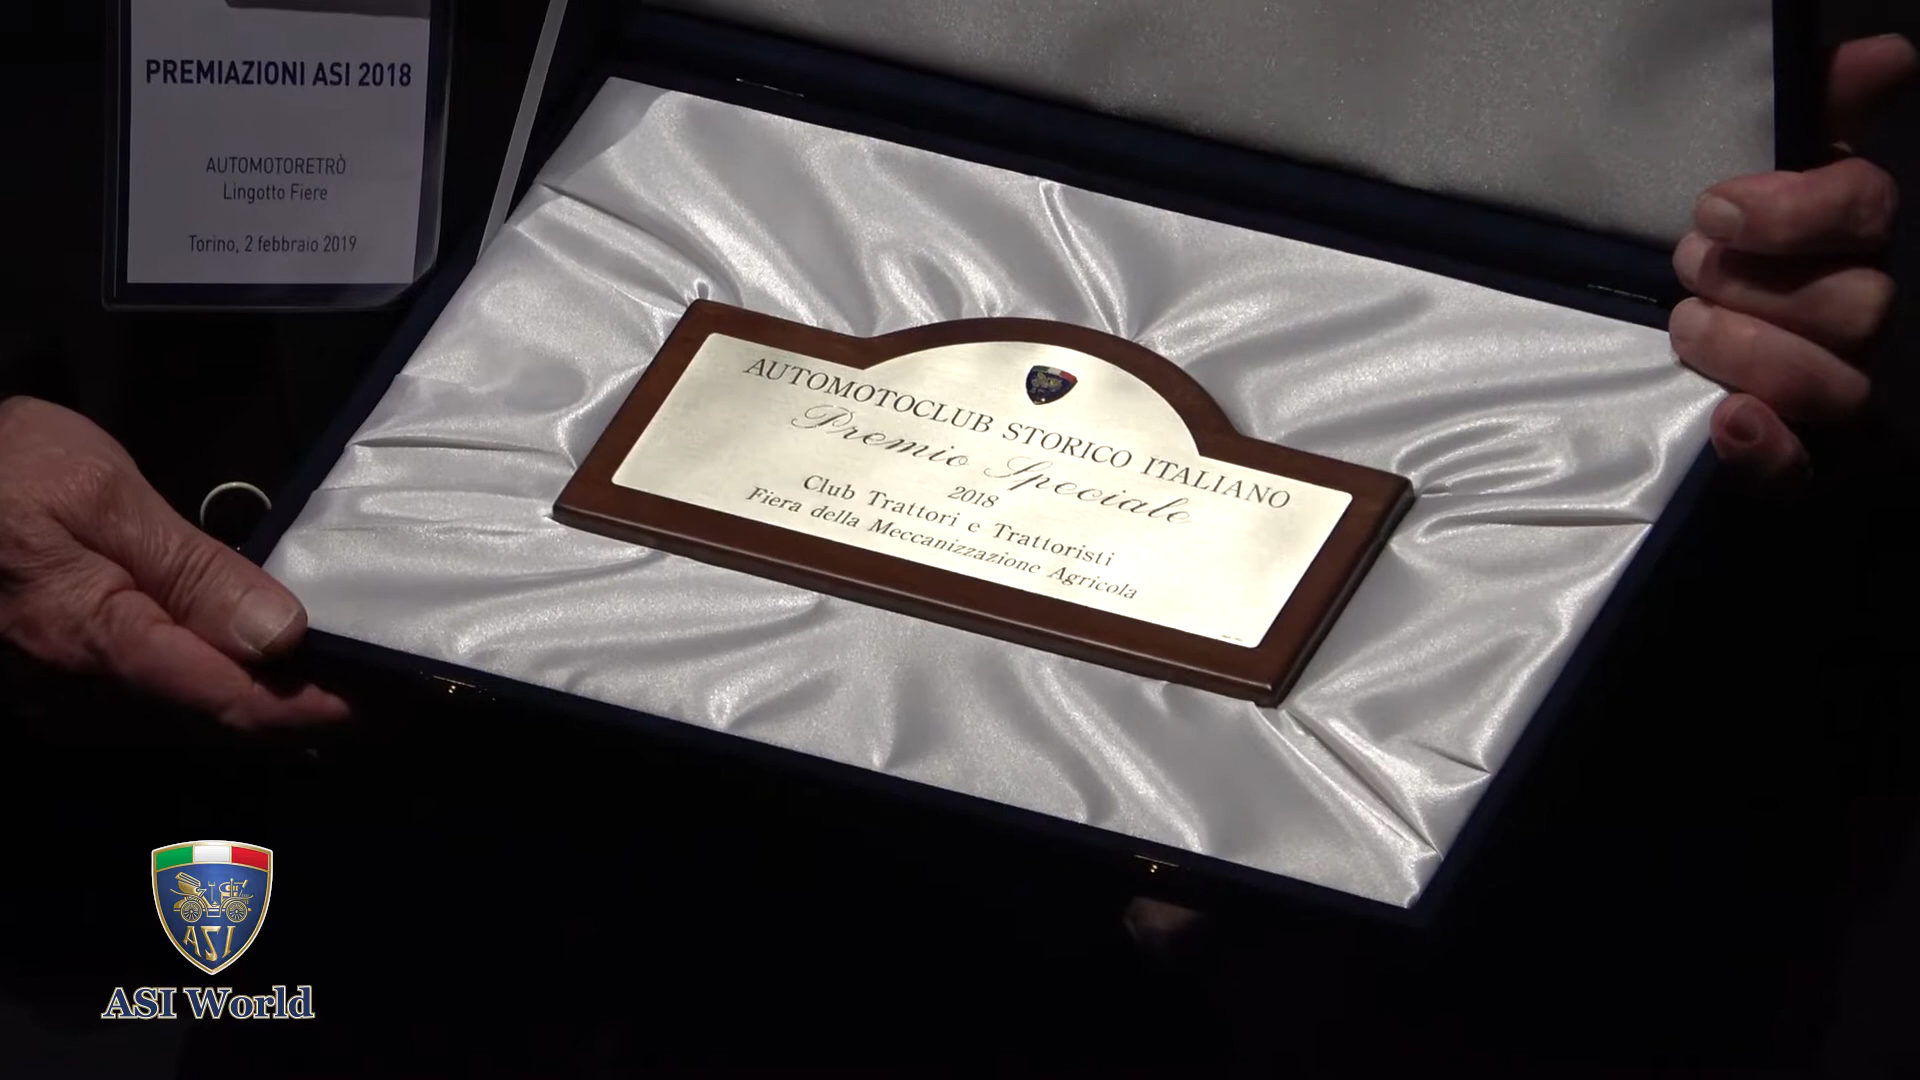 PREMIAZIONI ASI 2018
AUTOMOTORETRÒ
Lingotto Fiere
Torino, 2 febbraio 2019
AUTOMOTOCLUB STORICO ITALIANO
Premio Speciale
2018
Club Trattori e Trattoristi
Fiera della Meccanizzazione Agricola
ASI
ASI World